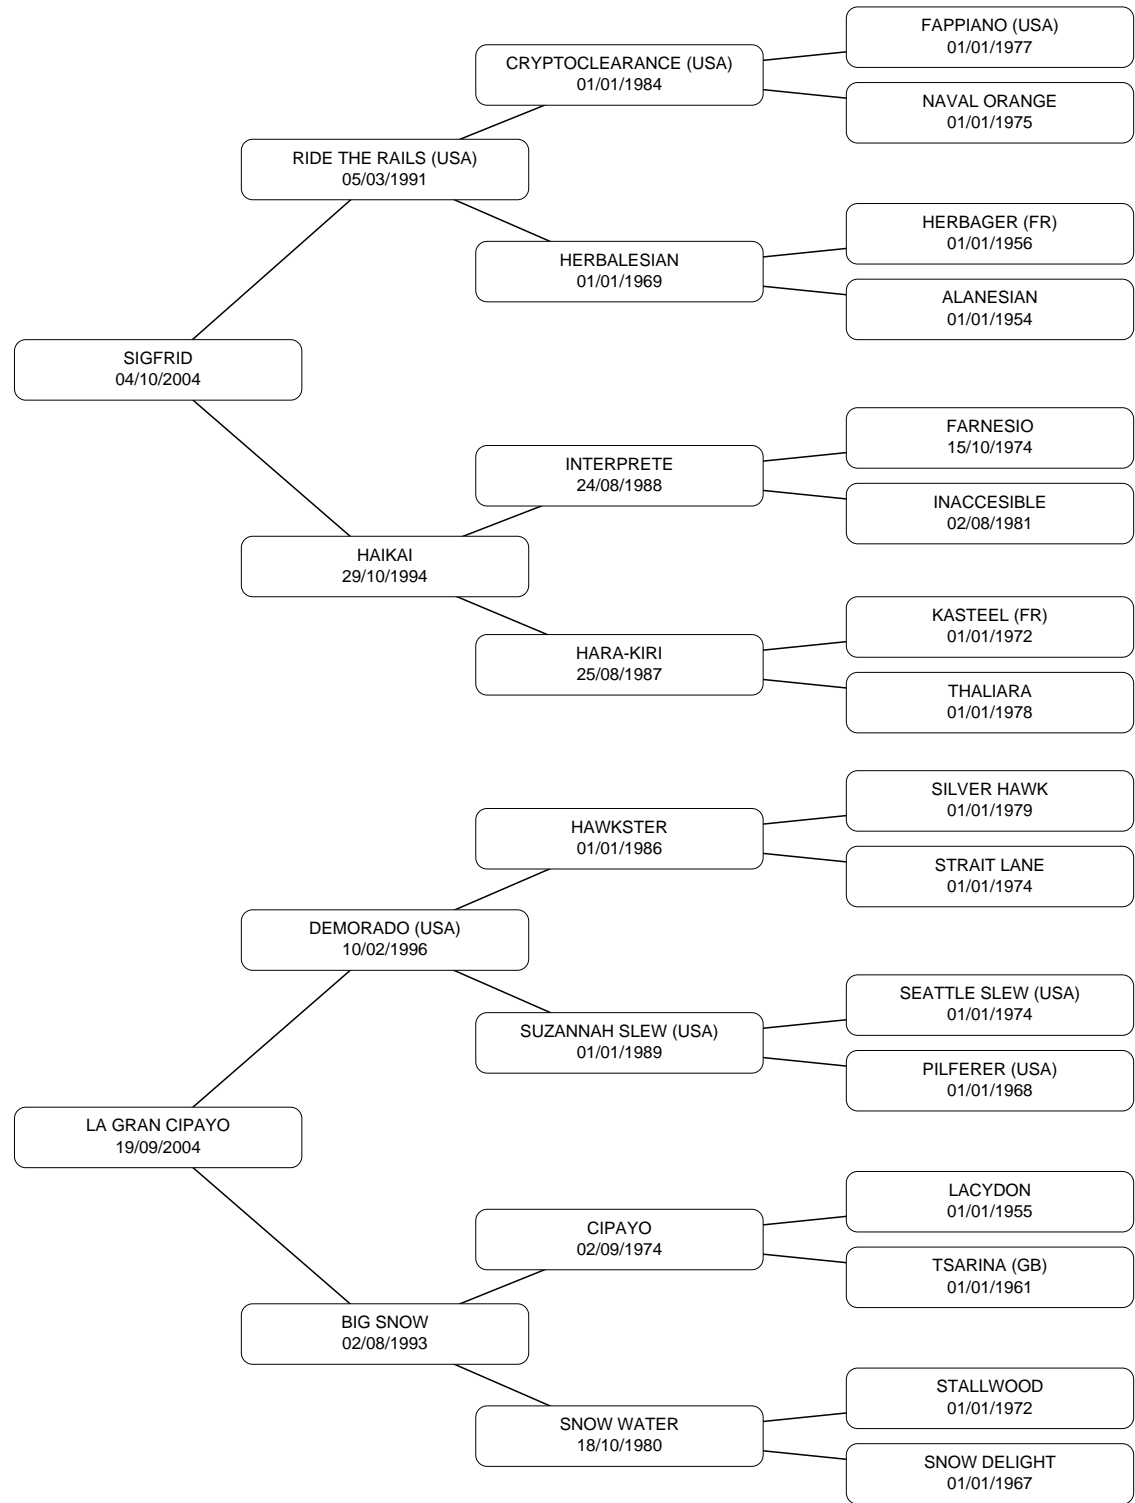 FAPPIANO (USA)
01/01/1977
CRYPTOCLEARANCE (USA)
01/01/1984
NAVAL ORANGE
01/01/1975
RIDE THE RAILS (USA)
05/03/1991
HERBAGER (FR)
01/01/1956
HERBALESIAN
01/01/1969
ALANESIAN
01/01/1954
SIGFRID
04/10/2004
FARNESIO
15/10/1974
INTERPRETE
24/08/1988
INACCESIBLE
02/08/1981
HAIKAI
29/10/1994
KASTEEL (FR)
01/01/1972
HARA-KIRI
25/08/1987
THALIARA
01/01/1978
SILVER HAWK
01/01/1979
HAWKSTER
01/01/1986
STRAIT LANE
01/01/1974
DEMORADO (USA)
10/02/1996
SEATTLE SLEW (USA)
01/01/1974
SUZANNAH SLEW (USA)
01/01/1989
PILFERER (USA)
01/01/1968
LA GRAN CIPAYO
19/09/2004
LACYDON
01/01/1955
CIPAYO
02/09/1974
TSARINA (GB)
01/01/1961
BIG SNOW
02/08/1993
STALLWOOD
01/01/1972
SNOW WATER
18/10/1980
SNOW DELIGHT
01/01/1967